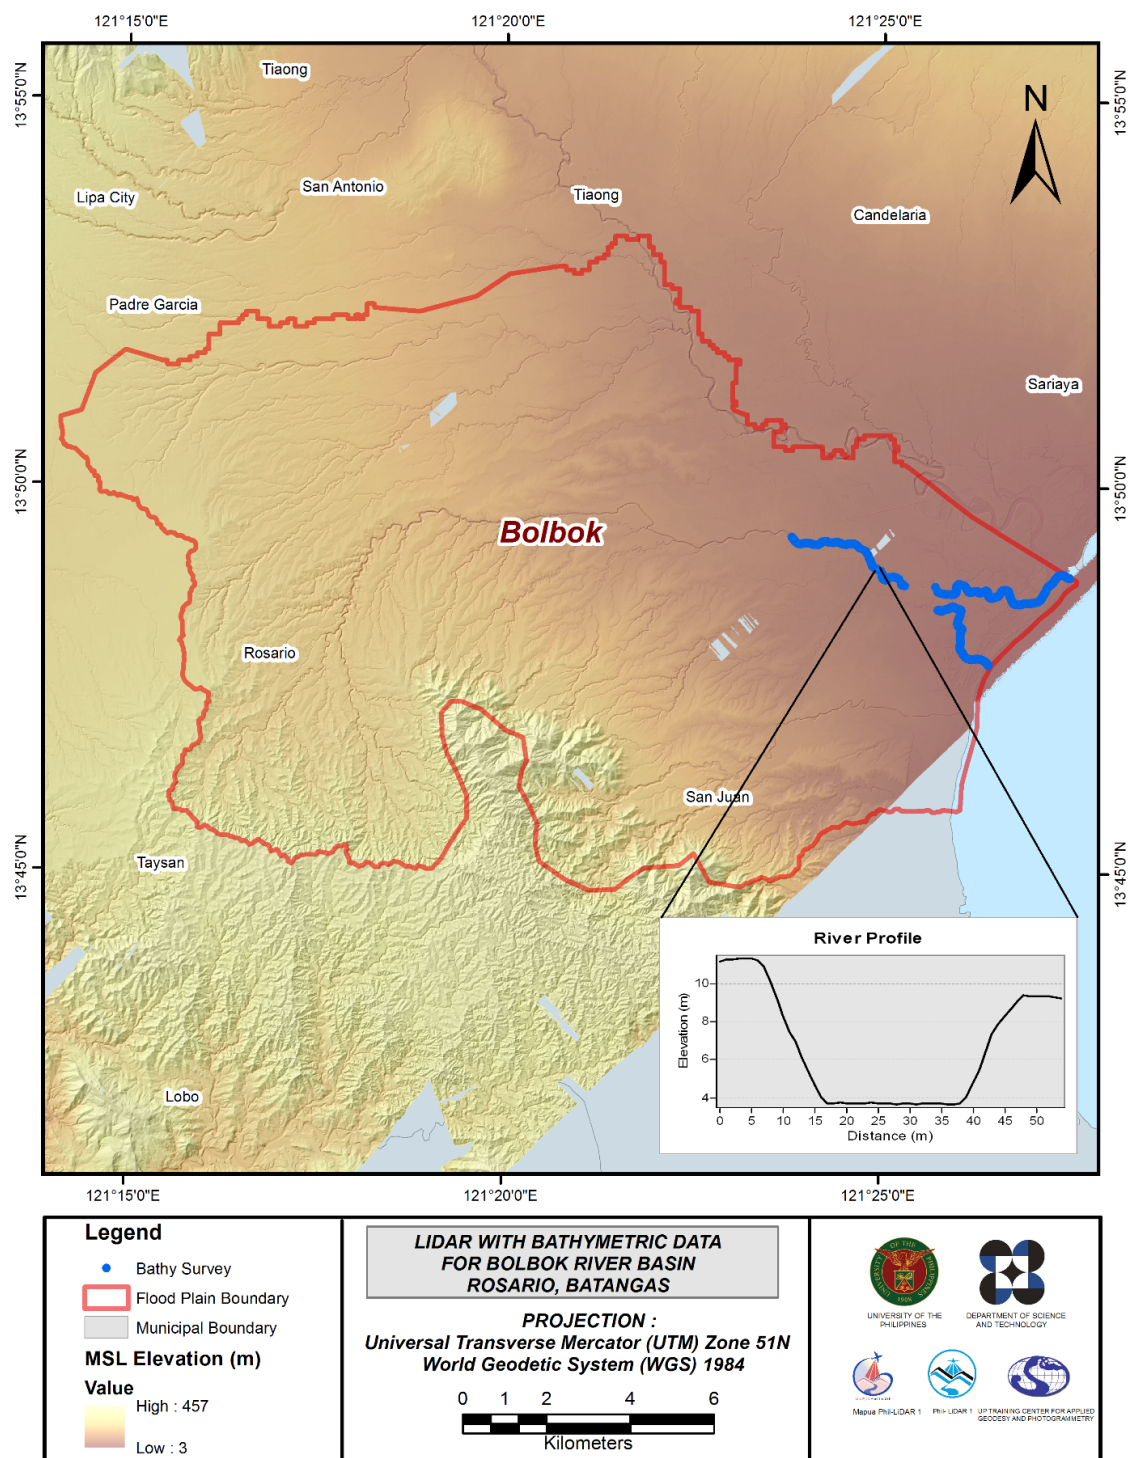 121°15'0"E
121°20'0"E
121°25'0"E
13°55'0"N
13°55'0"N
Tiaong
N
Lipa City
San Antonio
Tiaong
Candelaria
Padre Garcia
Sariaya
13°50'0"N
13°50'0"N
Bolbok
Rosario
San Juan
Taysan
13°45'0"N
13°45'0"N
Lobo
River Profile
Elevation (m)
10
8
6
4
0 5 10 15 20 25 30 35 40 45 50
Distance (m)
121°15'0"E
121°20'0"E
121°25'0"E
Legend
Bathy Survey
Flood Plain Boundary
Municipal Boundary
MSL Elevation (m)
Value
High : 457
Low : 3
LIDAR WITH BATHYMETRIC DATA
FOR BOLBOK RIVER BASIN
ROSARIO, BATANGAS
PROJECTION :
Universal Transverse Mercator (UTM) Zone 51N
World Geodetic System (WGS) 1984
0 1 2 4 6
Kilometers
UNIVERSITY OF THE PHILIPPINES
1908
UNIVERSITY OF THE
PHILIPPINES
DEPARTMENT OF SCIENCE
AND TECHNOLOGY
Mapua Phil-LiDAR 1
Phil- LiDAR 1
UP TRAINING CENTER FOR APPLIED
GEODESY AND PHOTOGRAMMETRY